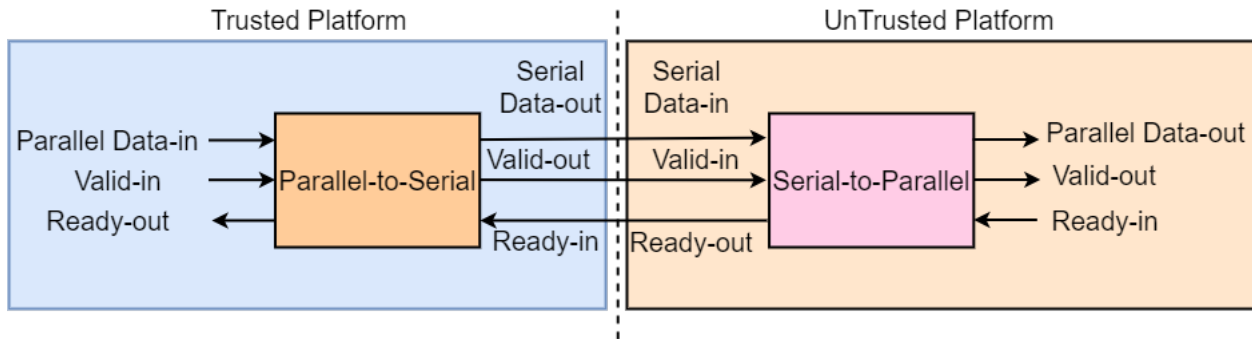 Trusted Platform
UnTrusted Platform
Serial
Data-out
Serial
Data-in
Parallel Data-in
Valid-in
Ready-out
Parallel-to-Serial
Valid-out
Ready-in
Valid-in
Ready-out
Serial-to-Parallel
Parallel Data-out
Valid-out
Ready-in